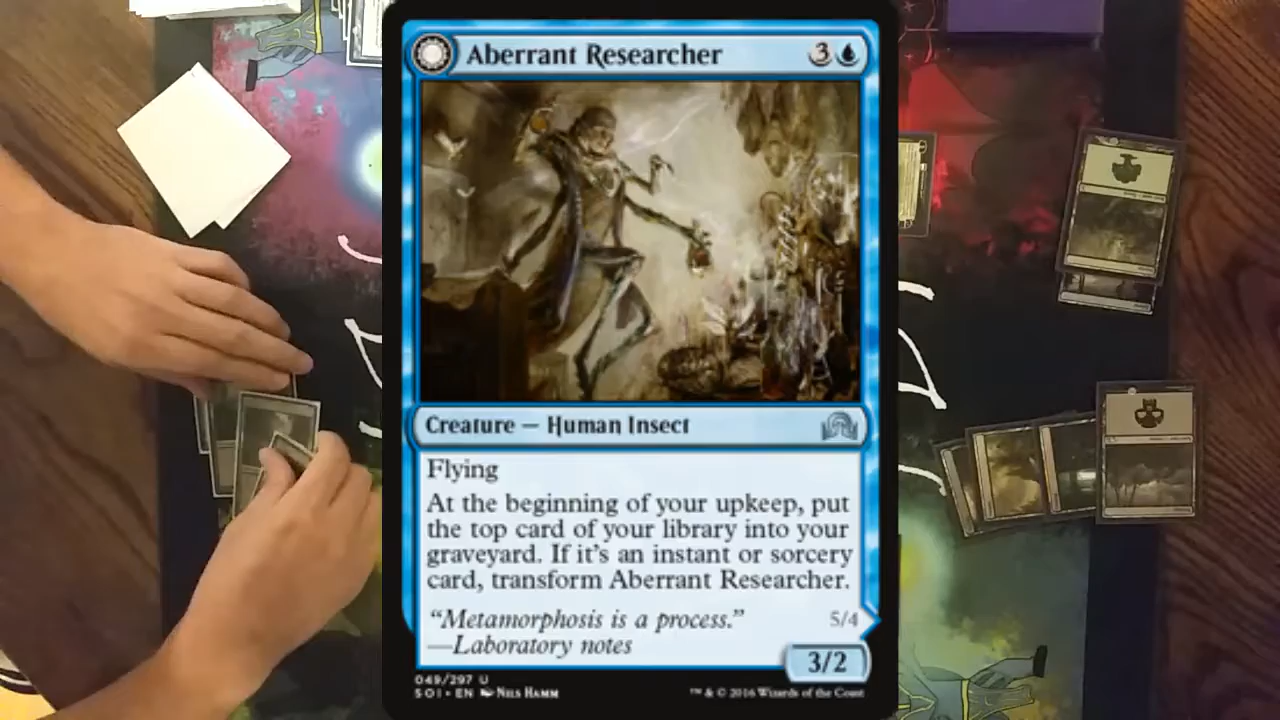 Aberrant Researcher 3
Creature — Human Insect
Flying
At the beginning of your upkeep, put
the top card of your library into your
graveyard. If it's an instant or sorcery
card, transform Aberrant Researcher.
“Metamorphosis is a process.”
—Laboratory notes
5/4
3/2
049/297 U
SOI • EN Nils Hamm
™ & © 2016 Wizards of the Coast